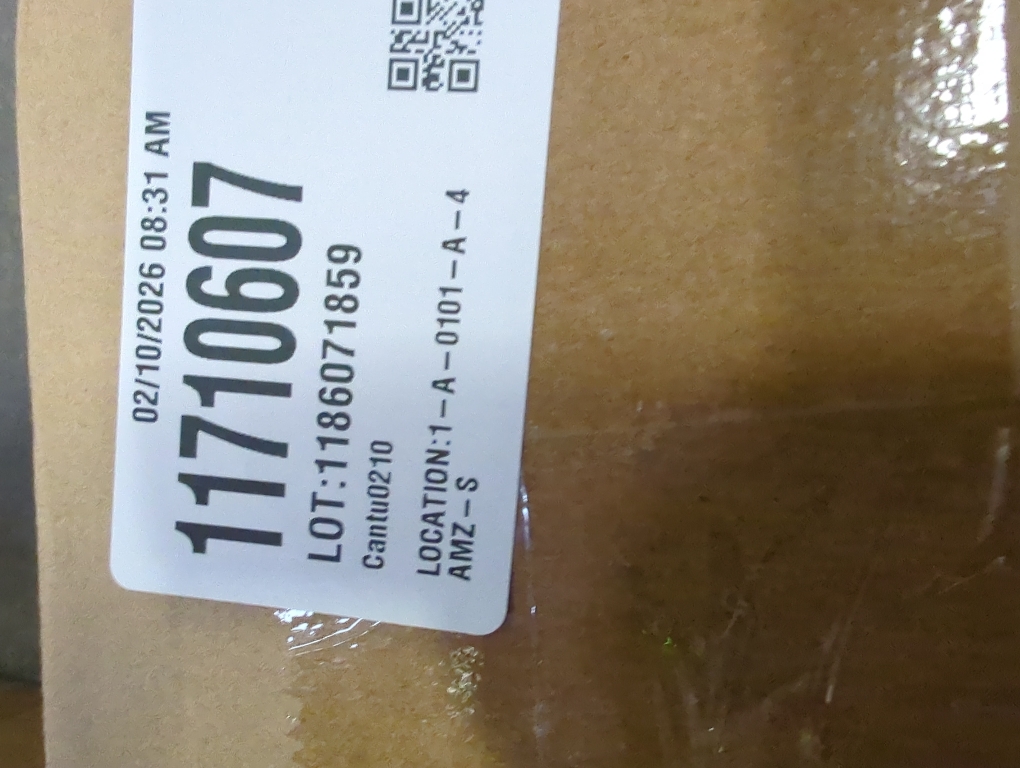 02/10/2026 08:31 AM
11710607
LOT:1186071859
Cantu0210
LOCATION:1-A-0101-A-4
AMZ-S